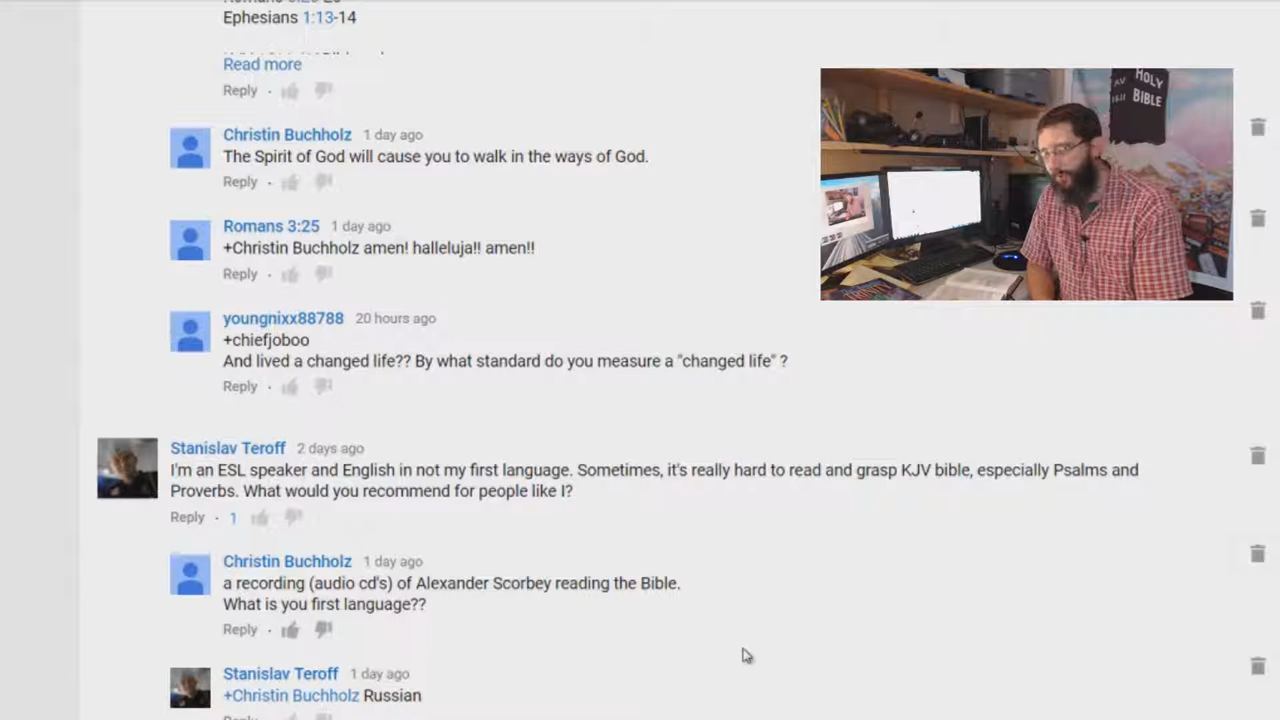 Ephesians 1:13-14
Read more
Reply
Christin Buchholz 1 day ago
The Spirit of God will cause you to walk in the ways of God.
Reply
Romans 3:25 1 day ago
+Christin Buchholz amen! halleluja!! amen!!
Reply
youngnixx88788 20 hours ago
+chiefjoboo
And lived a changed life?? By what standard do you measure a "changed life" ?
Reply
Stanislav Teroff 2 days ago
I'm an ESL speaker and English in not my first language. Sometimes, it's really hard to read and grasp KJV bible, especially Psalms and
Proverbs. What would you recommend for people like I?
Reply · 1
Christin Buchholz 1 day ago
a recording (audio cd's) of Alexander Scorbey reading the Bible.
What is you first language??
Reply
Stanislav Teroff 1 day ago
+Christin Buchholz Russian
HOLY
BIBLE
AV
1611